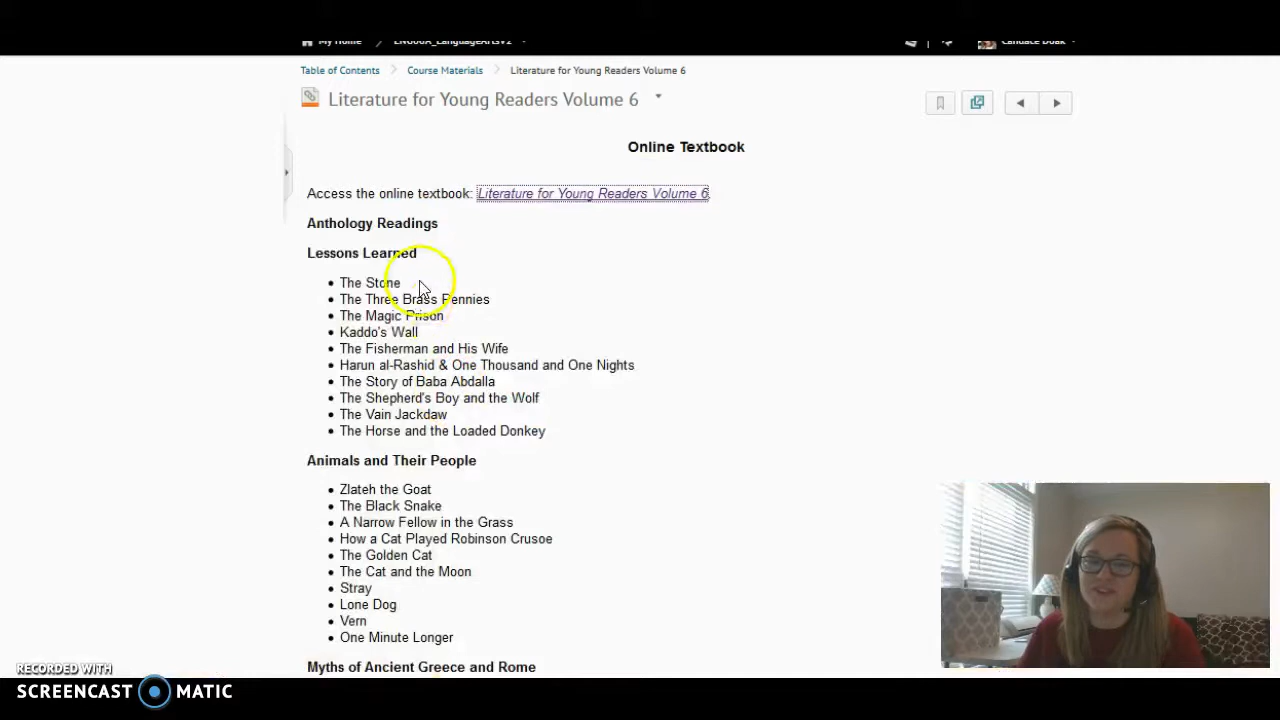 My Home ENG06A_LanguageArtsV2 Candace Doak
Table of Contents Course Materials Literature for Young Readers Volume 6
Literature for Young Readers Volume 6
Online Textbook
Access the online textbook: Literature for Young Readers Volume 6.
Anthology Readings
Lessons Learned
The Stone
The Three Brass Pennies
The Magic Prison
Kaddo's Wall
The Fisherman and His Wife
Harun al-Rashid & One Thousand and One Nights
The Story of Baba Abdalla
The Shepherd's Boy and the Wolf
The Vain Jackdaw
The Horse and the Loaded Donkey
Animals and Their People
Zlateh the Goat
The Black Snake
A Narrow Fellow in the Grass
How a Cat Played Robinson Crusoe
The Golden Cat
The Cat and the Moon
Stray
Lone Dog
Vern
One Minute Longer
Myths of Ancient Greece and Rome
RECORDED WITH
SCREENCAST MATIC